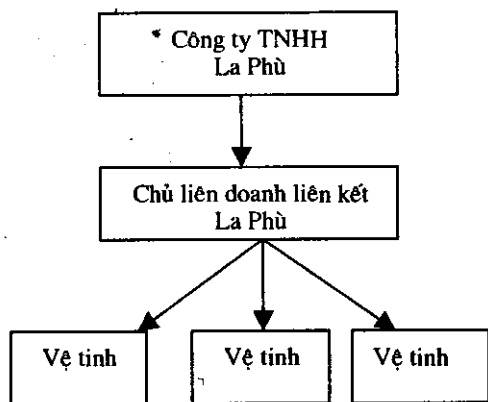 Công ty TNHH
La Phù
Chủ liên doanh liên kết
La Phù
Vệ tinh
Vệ tinh
Vệ tinh